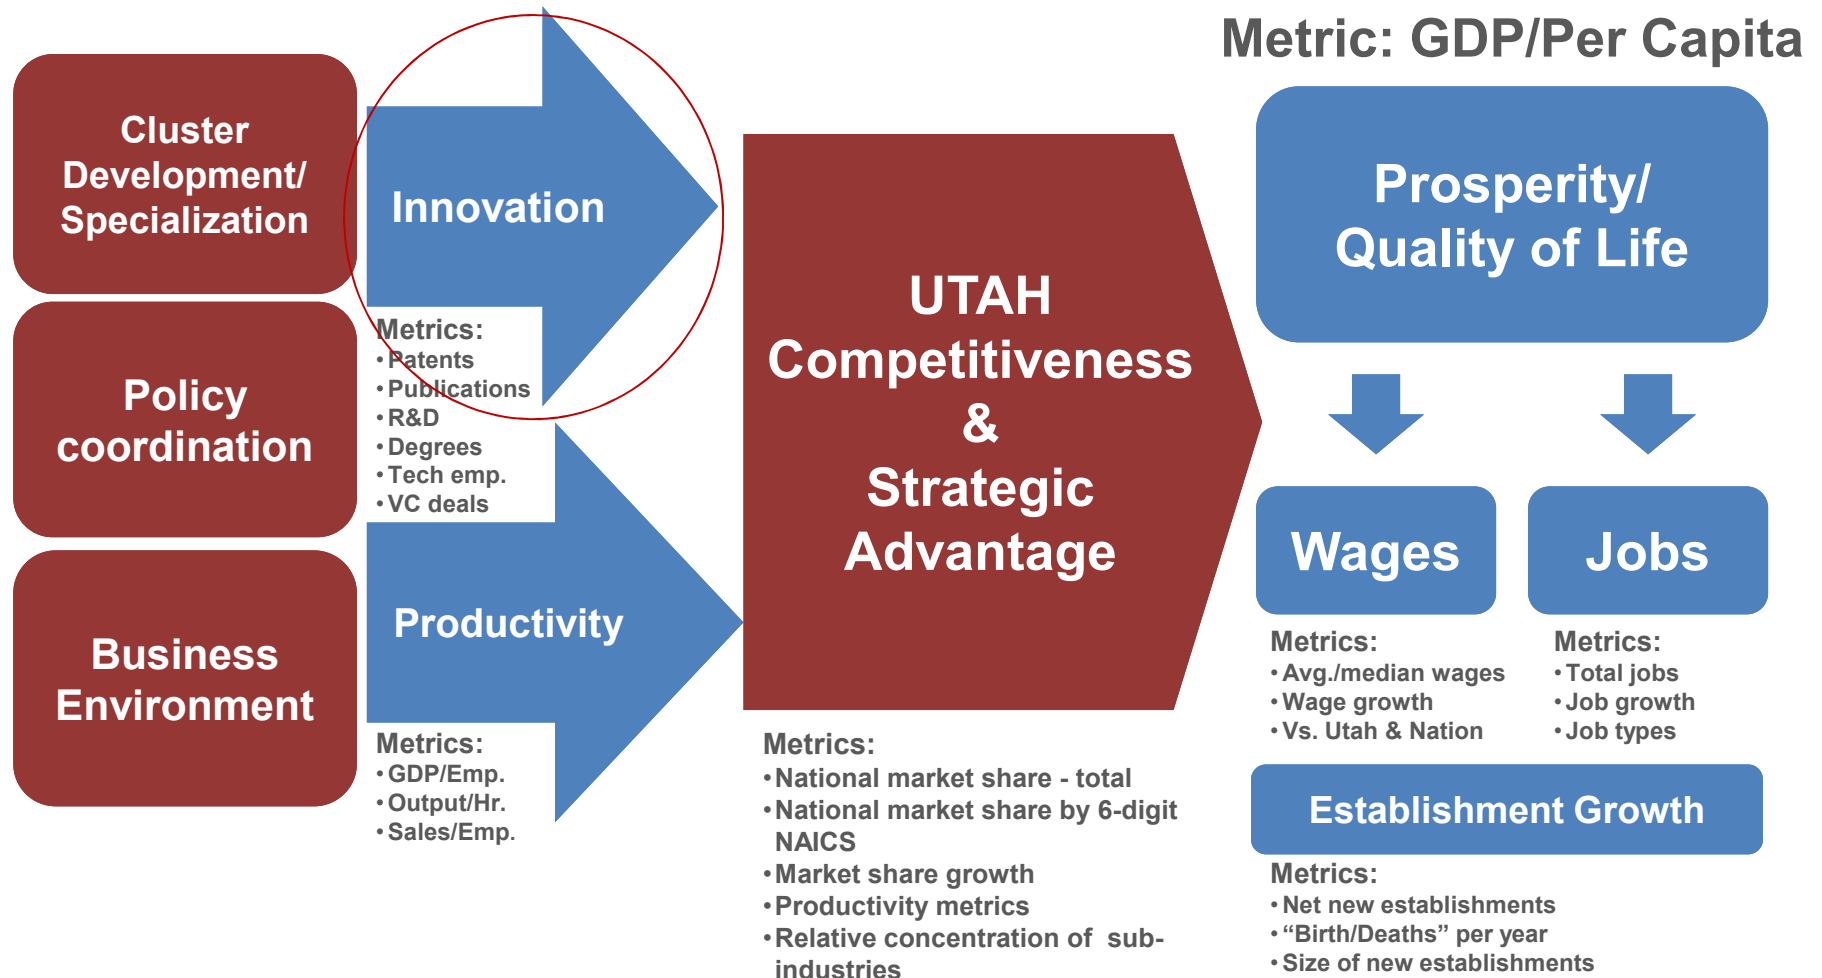 Cluster
Development/
Specialization
Policy
coordination
Business
Environment
Innovation
Metrics:
•Patents
•Publications
•R&D
•Degrees
•Tech emp.
•VC deals
Productivity
Metrics:
•GDP/Emp.
•Output/Hr.
•Sales/Emp.
UTAH
Competitiveness
&
Strategic
Advantage
Metrics:
•National market share - total
•National market share by 6-digit
NAICS
•Market share growth
•Productivity metrics
•Relative concentration of sub-
industries
Metric: GDP/Per Capita
Prosperity/
Quality of Life
Wages
Metrics:
•Avg./median wages
•Wage growth
•Vs. Utah & Nation
Jobs
Metrics:
•Total jobs
•Job growth
•Job types
Establishment Growth
Metrics:
•Net new establishments
•“Birth/Deaths” per year
•Size of new establishments